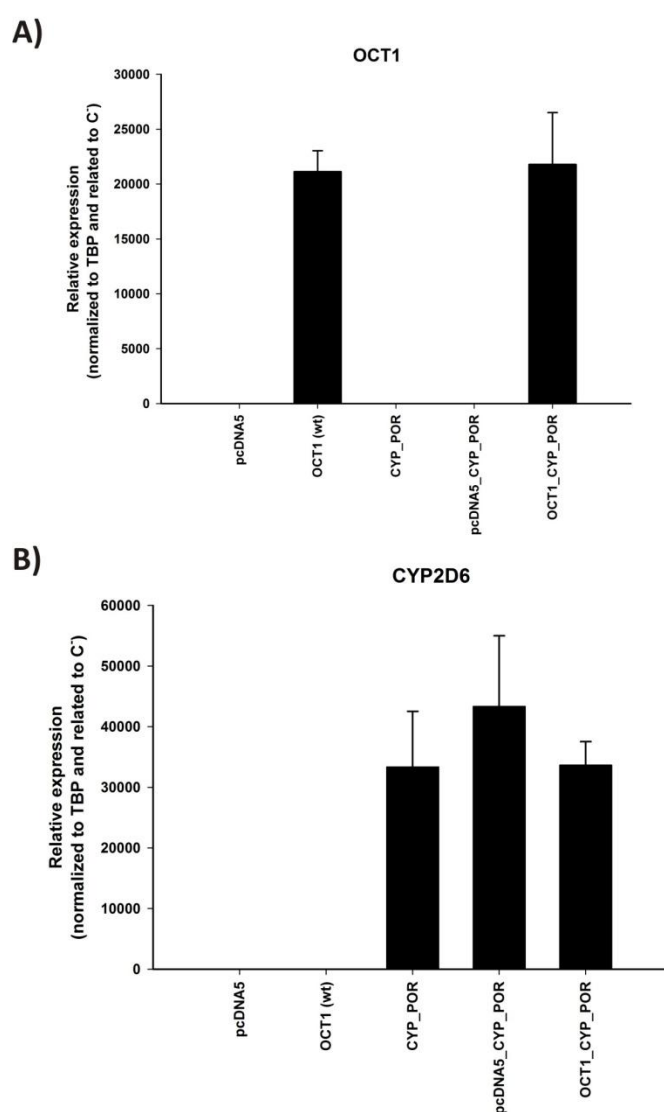 A)
OCT1
Relative expression
(normalized to TBP and related to C-)
30000
25000
20000
15000
10000
5000
0
pcDNA5
OCT1 (wt)
CYP_POR
pcDNA5_CYP_POR
OCT1_CYP_POR
B)
CYP2D6
Relative expression
(normalized to TBP and related to C-)
60000
50000
40000
30000
20000
10000
0
pcDNA5
OCT1 (wt)
CYP_POR
pcDNA5_CYP_POR
OCT1_CYP_POR